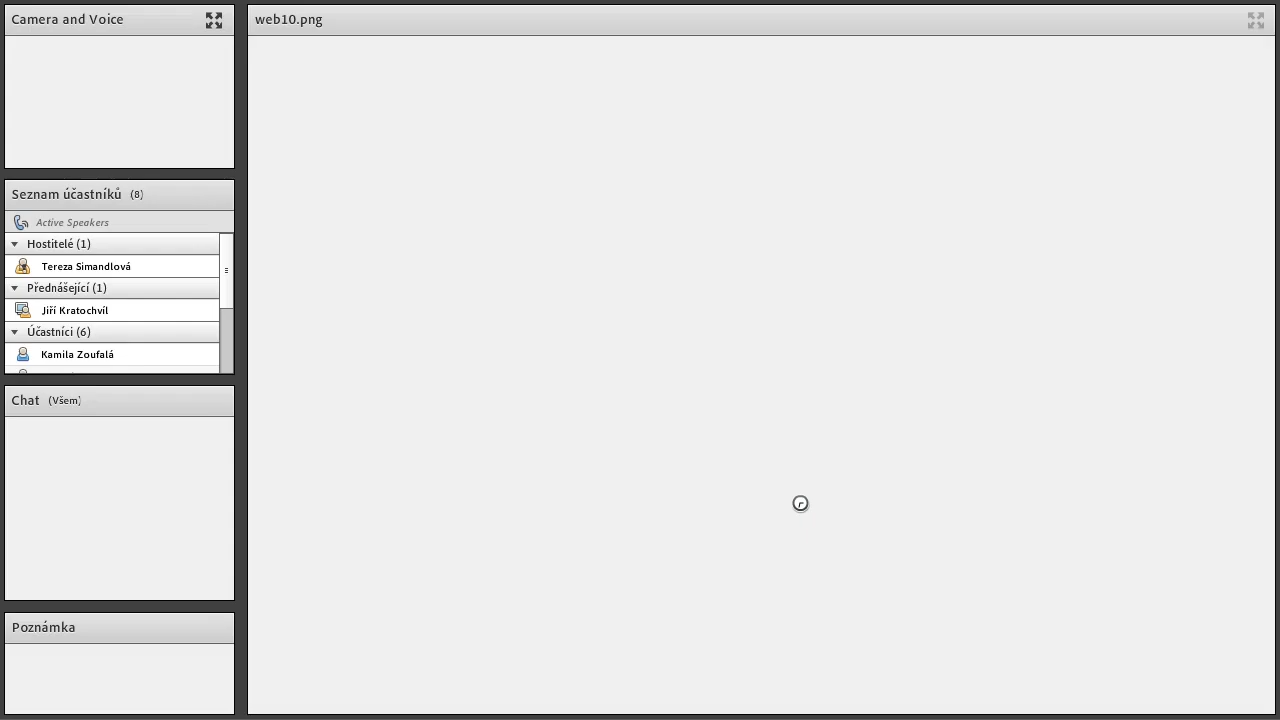 Camera and Voice
Seznam účastníků (8)
Active Speakers
Hostitelé (1)
Tereza Simandlová
Přednášející (1)
Jiří Kratochvíl
Účastníci (6)
Kamila Zoufalá
Chat (Všem)
Poznámka
web10.png